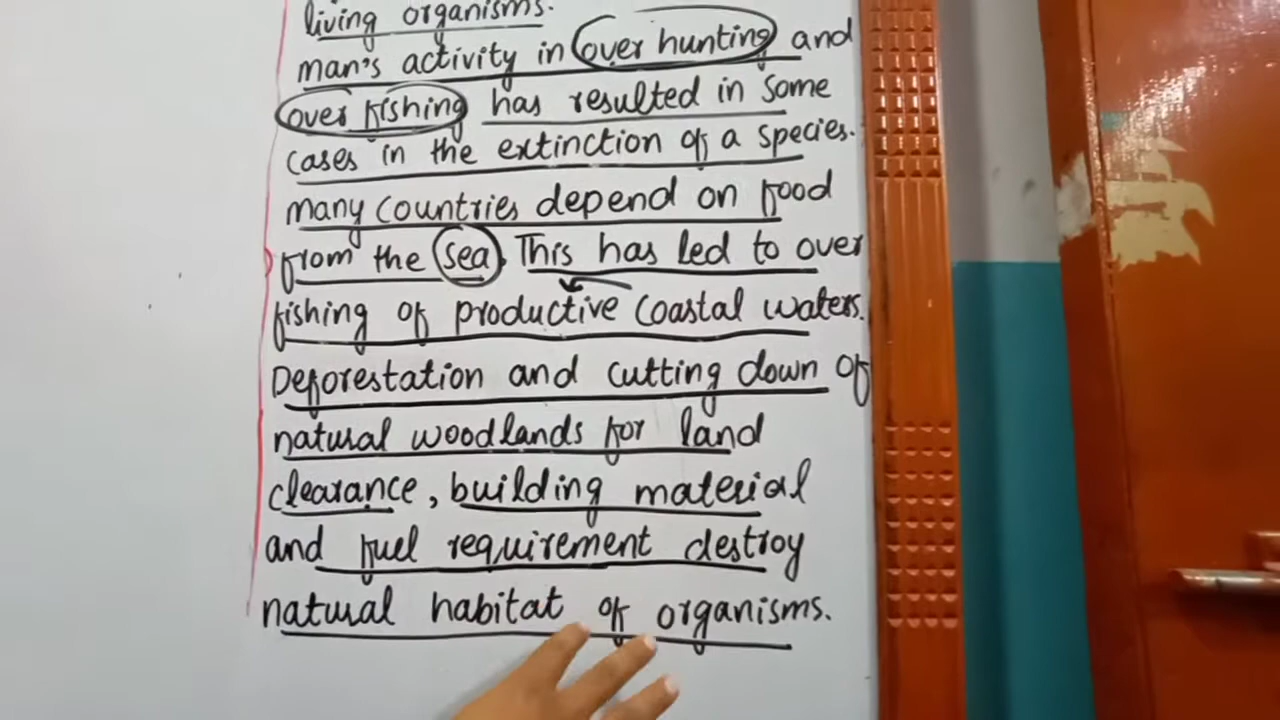 living organisms.
man's activity in over hunting and
over fishing has resulted in some
cases in the extinction of a species.
many countries depend on food
from the sea. This has led to over
fishing of productive coastal waters.
Deforestation and cutting down of
natural woodlands for land
clearance, building material
and fuel requirement destroy
natural habitat of organisms.